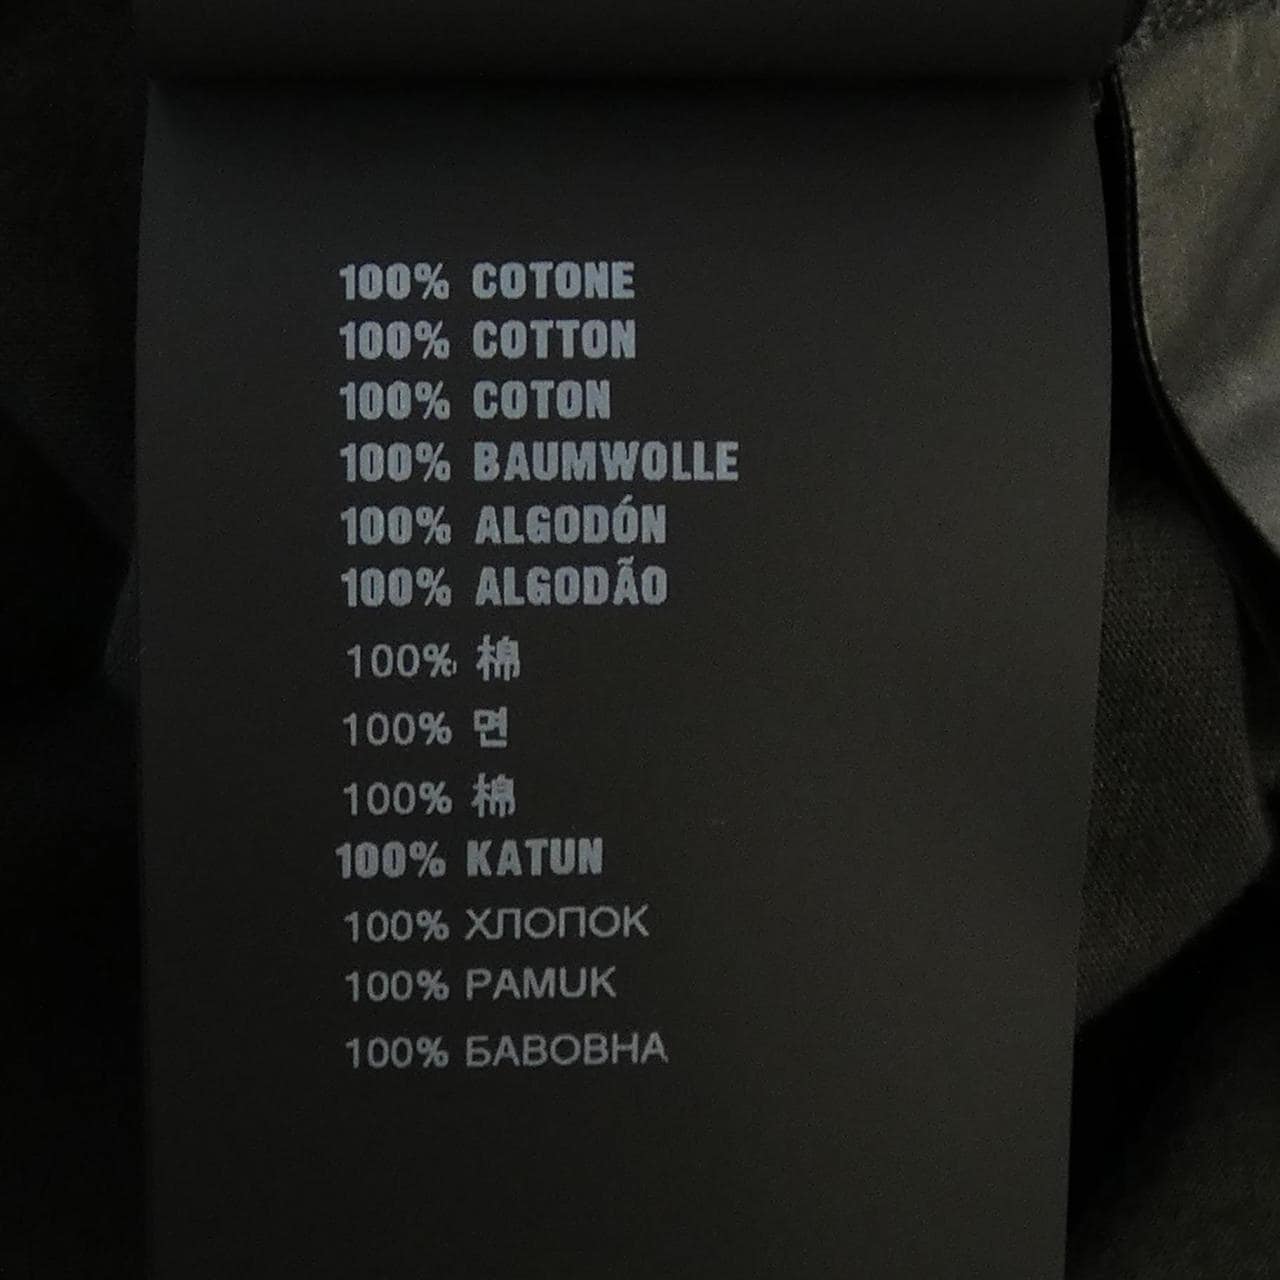 100% COTONE
100% COTTON
100% COTON
100% BAUMWOLLE
100% ALGODÓN
100% ALGODÃO
100% 棉
100% 면
100% 棉
100% KATUN
100% ХЛОПОК
100% PAMUK
100% БАВОВНА